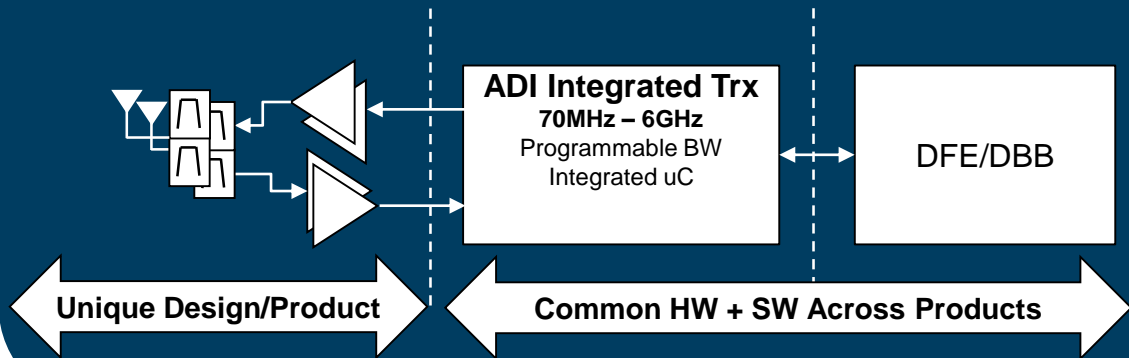 ADI Integrated Trx
70MHz – 6GHz
Programmable BW
Integrated uC
DFE/DBB
Unique Design/Product
Common HW + SW Across Products